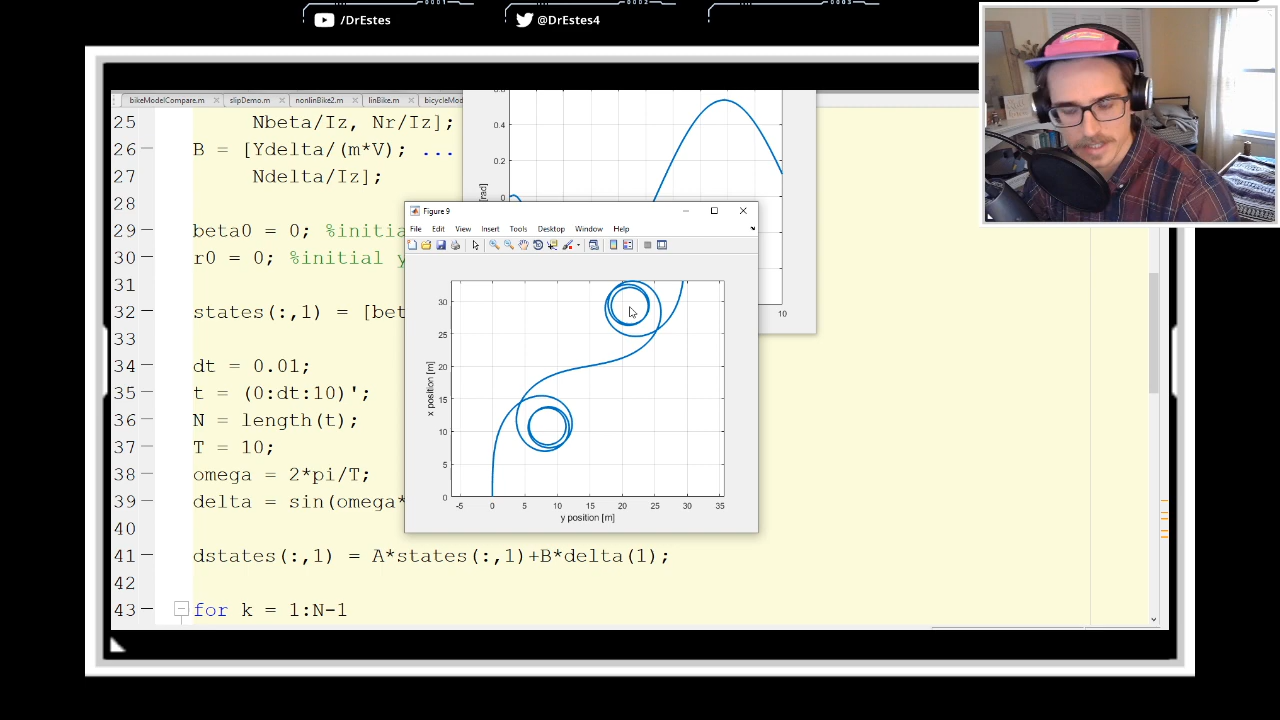 0001
0002
0003
/DrEstes
@DrEstes4
bikeModelCompare.m
slipDemo.m
nonlinBike2.m
linBike.m
25 Nbeta/Iz, Nr/Iz];
26 B = [Ydelta/(m*V); ...
27 Ndelta/Iz];
28
29 beta0 = 0; %initia
30 r0 = 0; %initial y
31
32 states(:,1) = [bet
33
34 dt = 0.01;
35 t = (0:dt:10)';
36 N = length(t);
37 T = 10;
38 omega = 2*pi/T;
39 delta = sin(omega*
40
41 dstates(:,1) = A*states(:,1)+B*delta(1);
42
43 for k = 1:N-1
0.4
0.2
[rad]
10
Figure 9
File Edit View Insert Tools Desktop Window Help
30
25
20
15
10
5
0
x position [m]
-5 0 5 10 15 20 25 30 35
y position [m]